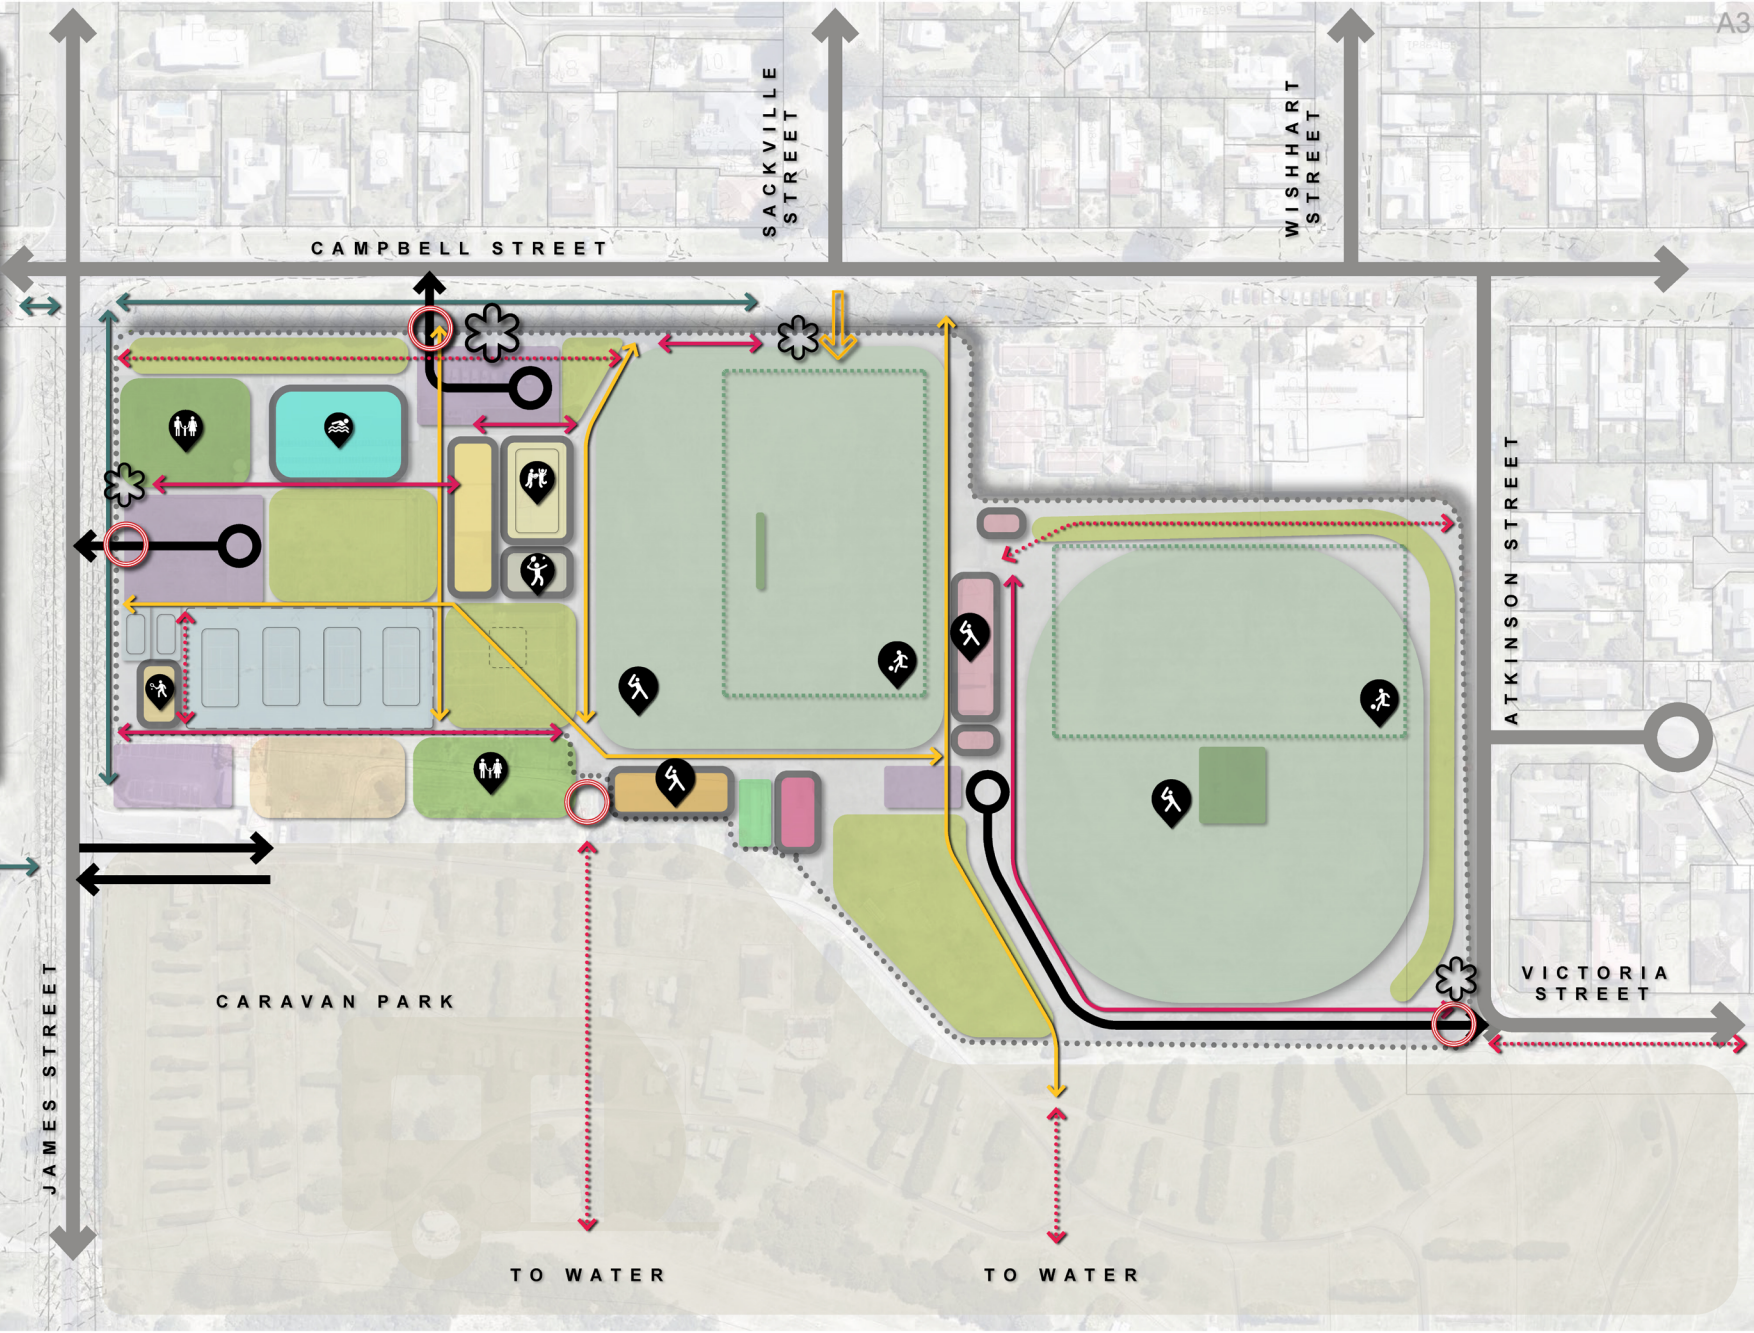 A3
SACKVILLE
STREET
WISHHART
STREET
CAMPBELL STREET
ATKINSON STREET
VICTORIA
STREET
JAMES STREET
CARAVAN PARK
TO WATER
TO WATER